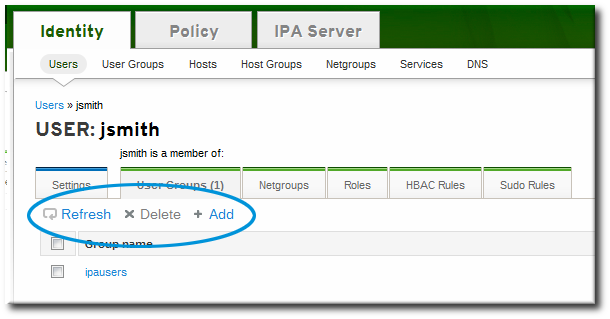 Identity Policy IPA Server
Users User Groups Hosts Host Groups Netgroups Services DNS
Users » jsmith
USER: jsmith
jsmith is a member of:
Settings User Groups (1) Netgroups Roles HBAC Rules Sudo Rules
Refresh Delete Add
Group name
ipausers